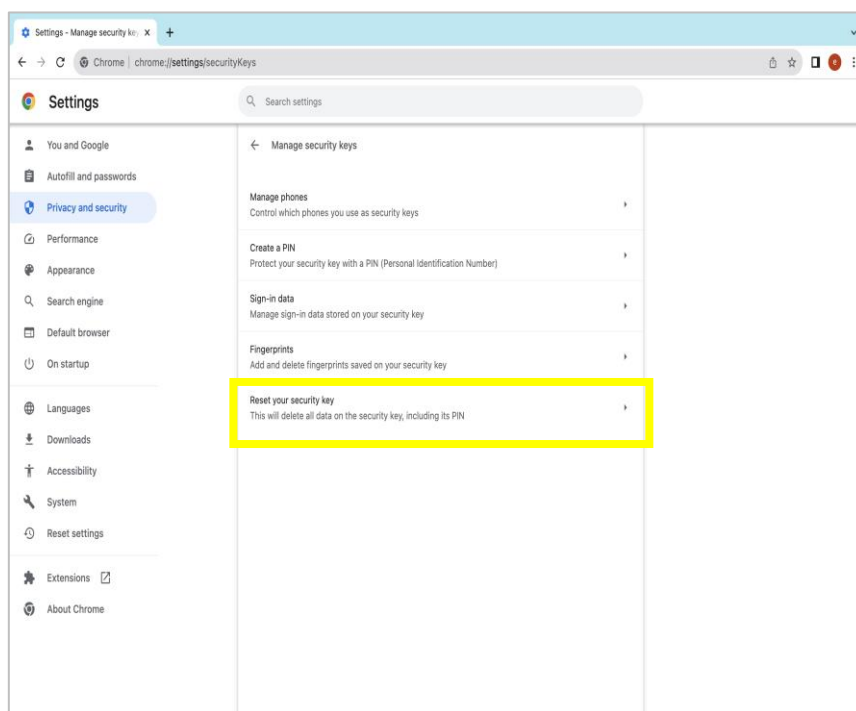 Settings - Manage security key
Chrome | chrome://settings/securityKeys
e
Settings
Search settings
You and Google
Autofill and passwords
Privacy and security
Performance
Appearance
Search engine
Default browser
On startup
Languages
Downloads
Accessibility
System
Reset settings
Extensions
About Chrome
Manage security keys
Manage phones
Control which phones you use as security keys
Create a PIN
Protect your security key with a PIN (Personal Identification Number)
Sign-in data
Manage sign-in data stored on your security key
Fingerprints
Add and delete fingerprints saved on your security key
Reset your security key
This will delete all data on the security key, including its PIN